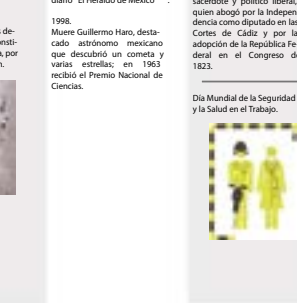 s de-
onsti-
, por
n.
diario "El Heraldo de México".
1998.
Muere Guillermo Haro, desta-
cado astrónomo mexicano
que descubrió un cometa y
varias estrellas; en 1963
recibió el Premio Nacional de
Ciencias.
sacerdote y político liberal,
quien abogó por la Indepen-
dencia como diputado en las
Cortes de Cádiz y por la
adopción de la República Fe-
deral en el Congreso de
1823.
Día Mundial de la Seguridad
y la Salud en el Trabajo.